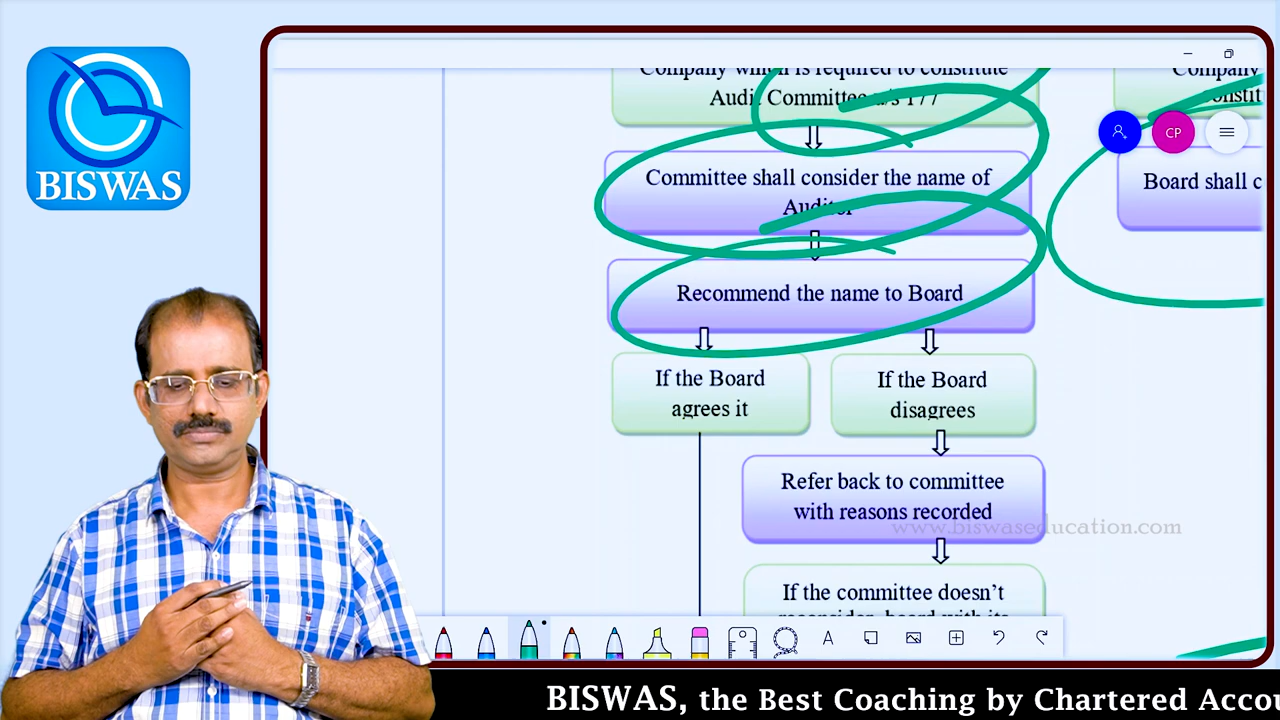 BISWAS
Company which is required to constitute
Audit Committee u/s 177
Committee shall consider the name of
Auditor
Recommend the name to Board
If the Board
agrees it
If the Board
disagrees
Refer back to committee
with reasons recorded
If the committee doesn't
Company
constit
CP
Board shall c
www.biswaseducation.com
A
BISWAS, the Best Coaching by Chartered Accou